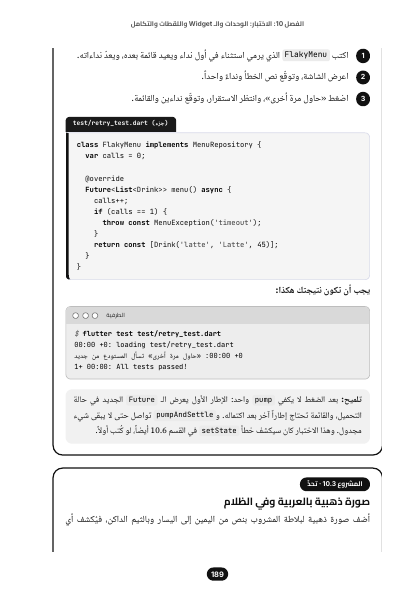 الفصل 10: الاختبار: الوحدات والـ Widget واللقطات والتكامل
1 اكتب FlakyMenu الذي يرمي استثناء في أول نداء ويعيد قائمة بعده، ويعدّ نداءاته.
2 اعرض الشاشة، وتوقّع نص الخطأ ونداءً واحداً.
3 اضغط «حاول مرة أخرى»، وانتظر الاستقرار، وتوقّع نداءين والقائمة.
test/retry_test.dart (جزء)
class FlakyMenu implements MenuRepository {
var calls = 0;
@override
Future<List<Drink>> menu() async {
calls++;
if (calls == 1) {
throw const MenuException('timeout');
}
return const [Drink('latte', 'Latte', 45)];
}
}
يجب أن تكون نتيجتك هكذا:
الطرفية
$ flutter test test/retry_test.dart
00:00 +0: loading test/retry_test.dart
00:00 +0: «حاول مرة أخرى» تسأل المستودع من جديد
00:00 +1: All tests passed!
تلميح: بعد الضغط لا يكفي pump واحد: الإطار الأول يعرض الـ Future الجديد في حالة
التحميل، والقائمة تحتاج إطاراً آخر بعد اكتماله. و pumpAndSettle تواصل حتى لا يبقى شيء
مجدول. وهذا الاختبار كان سيكشف خطأ setState في القسم 10.6 أيضاً، لو كُتب أولاً.
المشروع 10.3 · تحدٍّ
صورة ذهبية بالعربية وفي الظلام
أضف صورة ذهبية لبلاطة المشروب بنص من اليمين إلى اليسار وبالثيم الداكن، فيُكشف أي
189